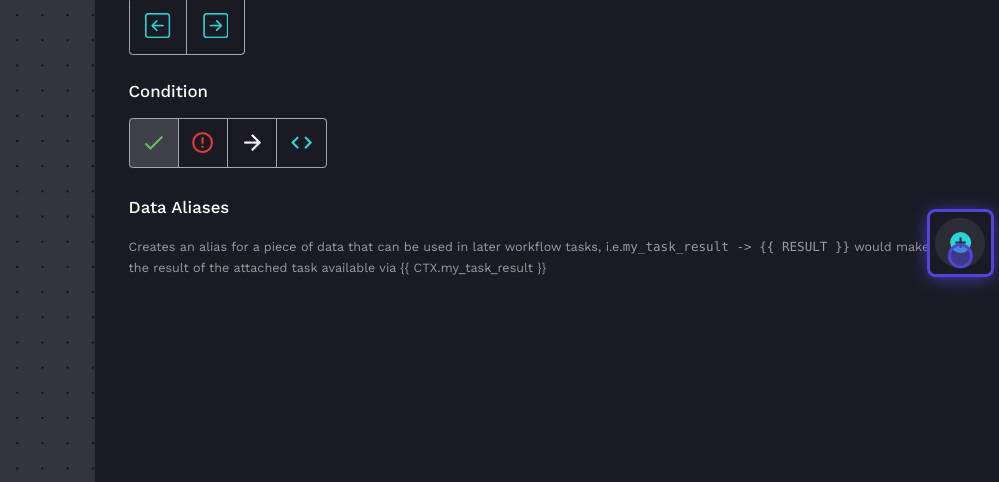 Condition
Data Aliases
Creates an alias for a piece of data that can be used in later workflow tasks, i.e.my_task_result -> {{ RESULT }} would make
the result of the attached task available via {{ CTX.my_task_result }}